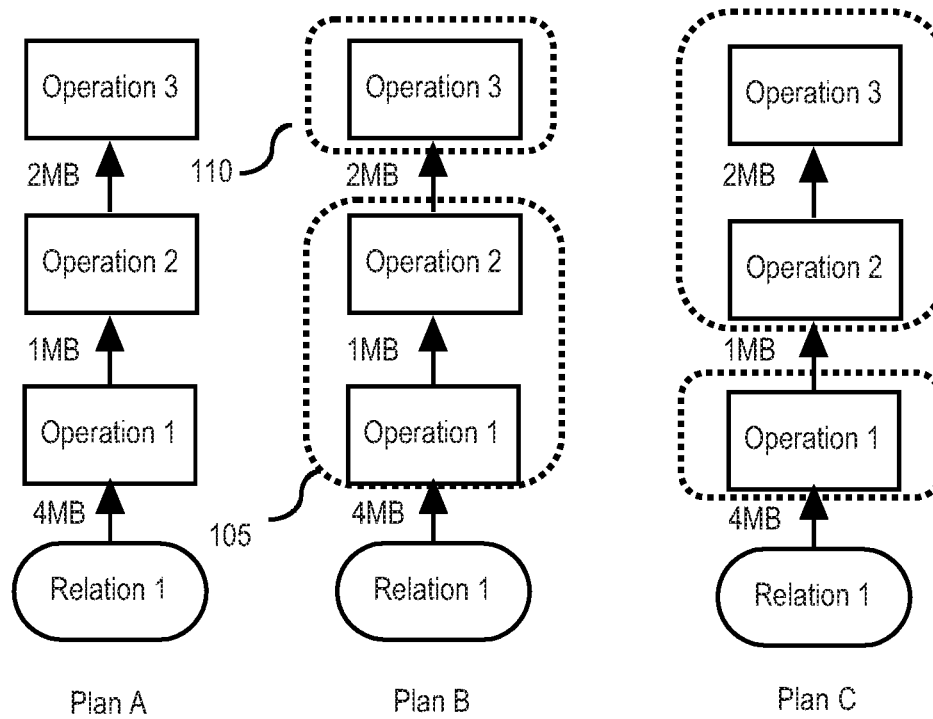 Operation 3
2MB
Operation 2
1MB
Operation 1
4MB
Relation 1
Plan A
110
Operation 3
2MB
Operation 2
1MB
Operation 1
105
4MB
Relation 1
Plan B
Operation 3
2MB
Operation 2
1MB
Operation 1
4MB
Relation 1
Plan C